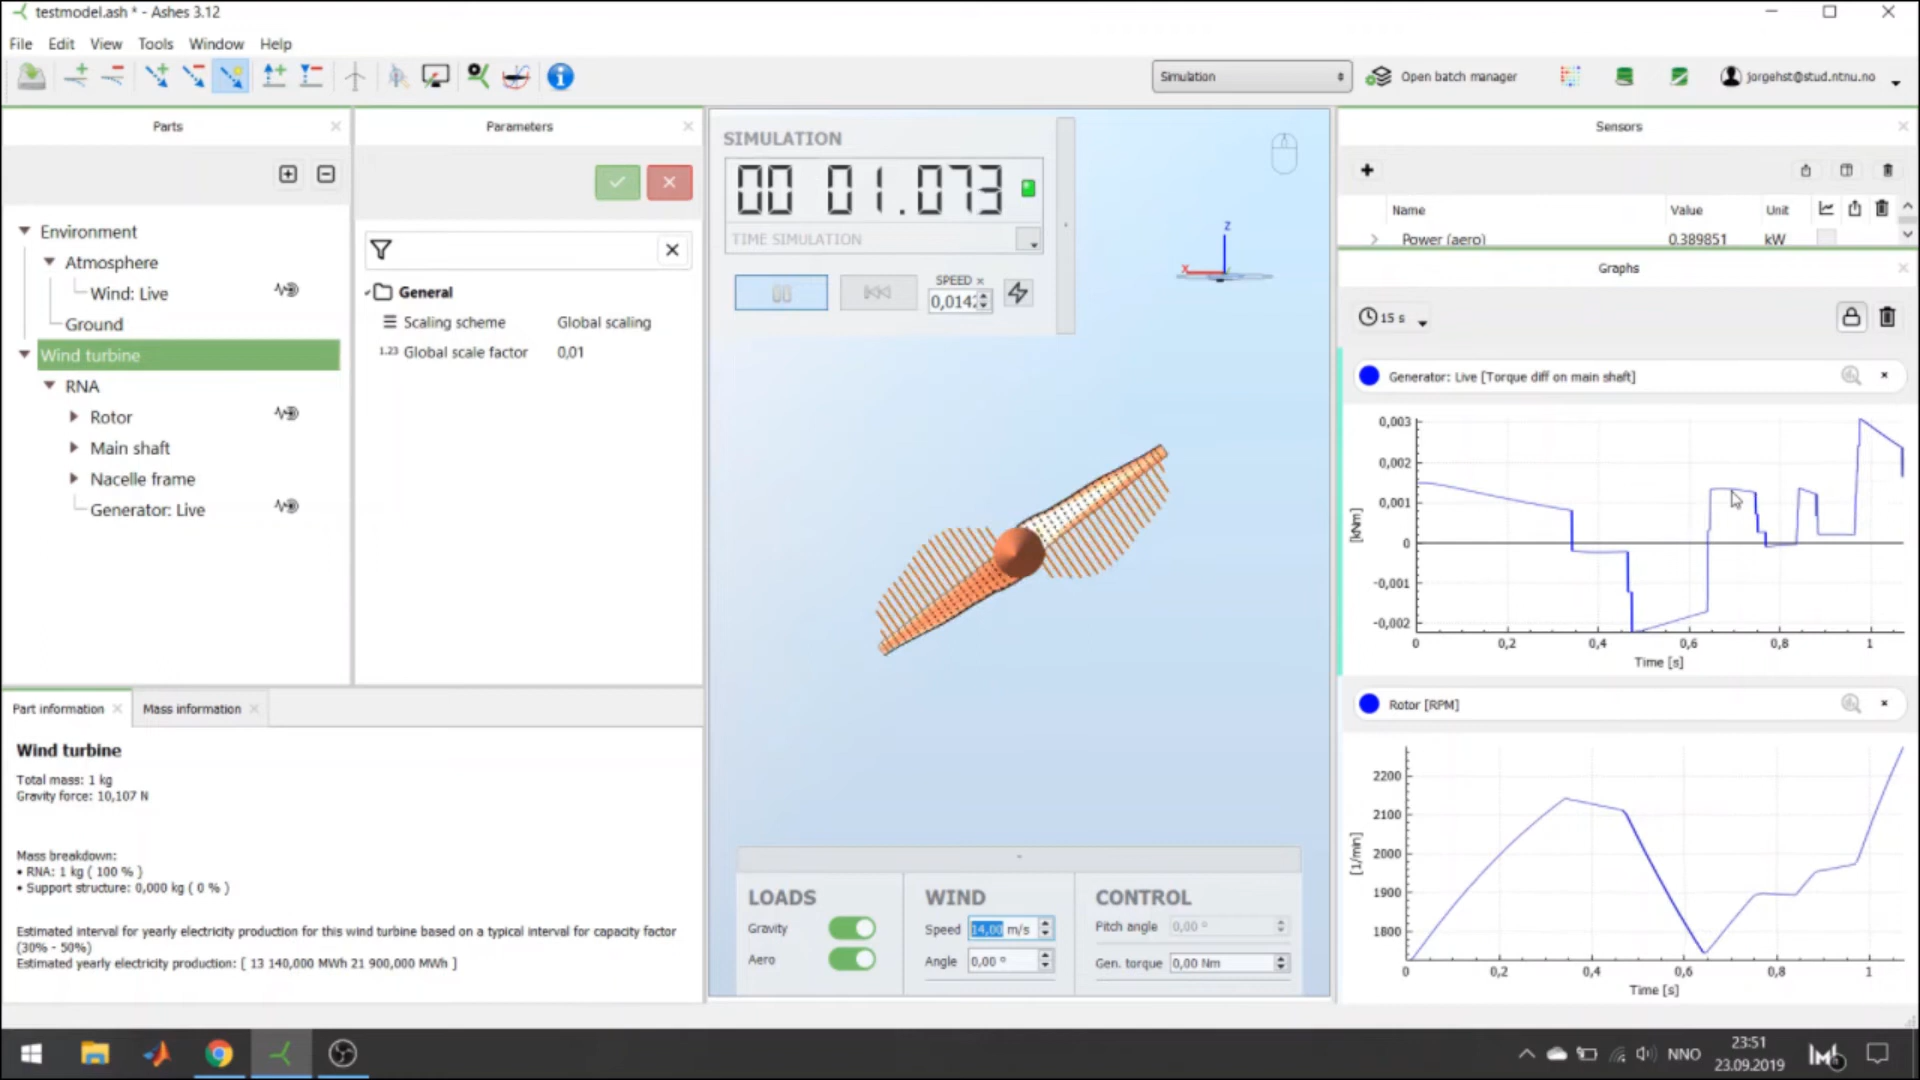 testmodel.ash * - Ashes 3.12
File Edit View Tools Window Help
Simulation
Open batch manager
jorgehst@stud.ntnu.no
Parts
Environment
Atmosphere
Wind: Live
Ground
Wind turbine
RNA
Rotor
Main shaft
Nacelle frame
Generator: Live
Parameters
General
Scaling scheme Global scaling
1.23 Global scale factor 0,01
SIMULATION
00 01.073
TIME SIMULATION
SPEED x
0,014
z
x
Sensors
Name Value Unit
Power (aero) 0.389851 kW
Graphs
15 s
Generator: Live [Torque diff on main shaft]
0,003
0,002
0,001
0
-0,001
-0,002
[kNm]
0 0,2 0,4 0,6 0,8 1
Time [s]
Rotor [RPM]
2200
2100
2000
1900
1800
[1/min]
0 0,2 0,4 0,6 0,8 1
Time [s]
Part information Mass information
Wind turbine
Total mass: 1 kg
Gravity force: 10,107 N
Mass breakdown:
• RNA: 1 kg ( 100 % )
• Support structure: 0,000 kg ( 0 % )
Estimated interval for yearly electricity production for this wind turbine based on a typical interval for capacity factor
(30% - 50%)
Estimated yearly electricity production: [ 13 140,000 MWh 21 900,000 MWh ]
LOADS
Gravity
Aero
WIND
Speed 14,00 m/s
Angle 0,00 °
CONTROL
Pitch angle 0,00 °
Gen. torque 0,00 Nm
NNO
23:51
23.09.2019